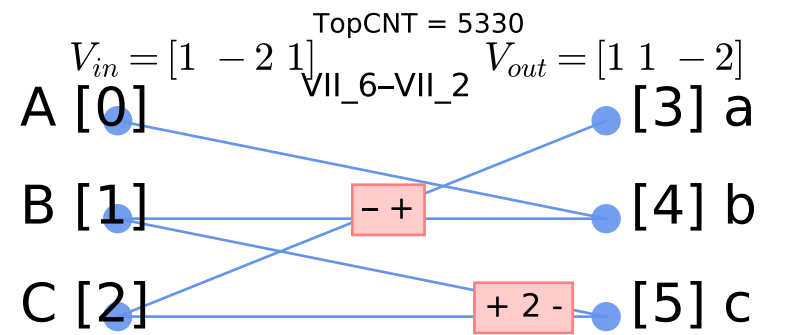 TopCNT = 5330
V_in = [1 −2 1] V_out = [1 1 −2]
VII_6–VII_2
A [0] [3] a
B [1] – + [4] b
C [2] + 2 - [5] c